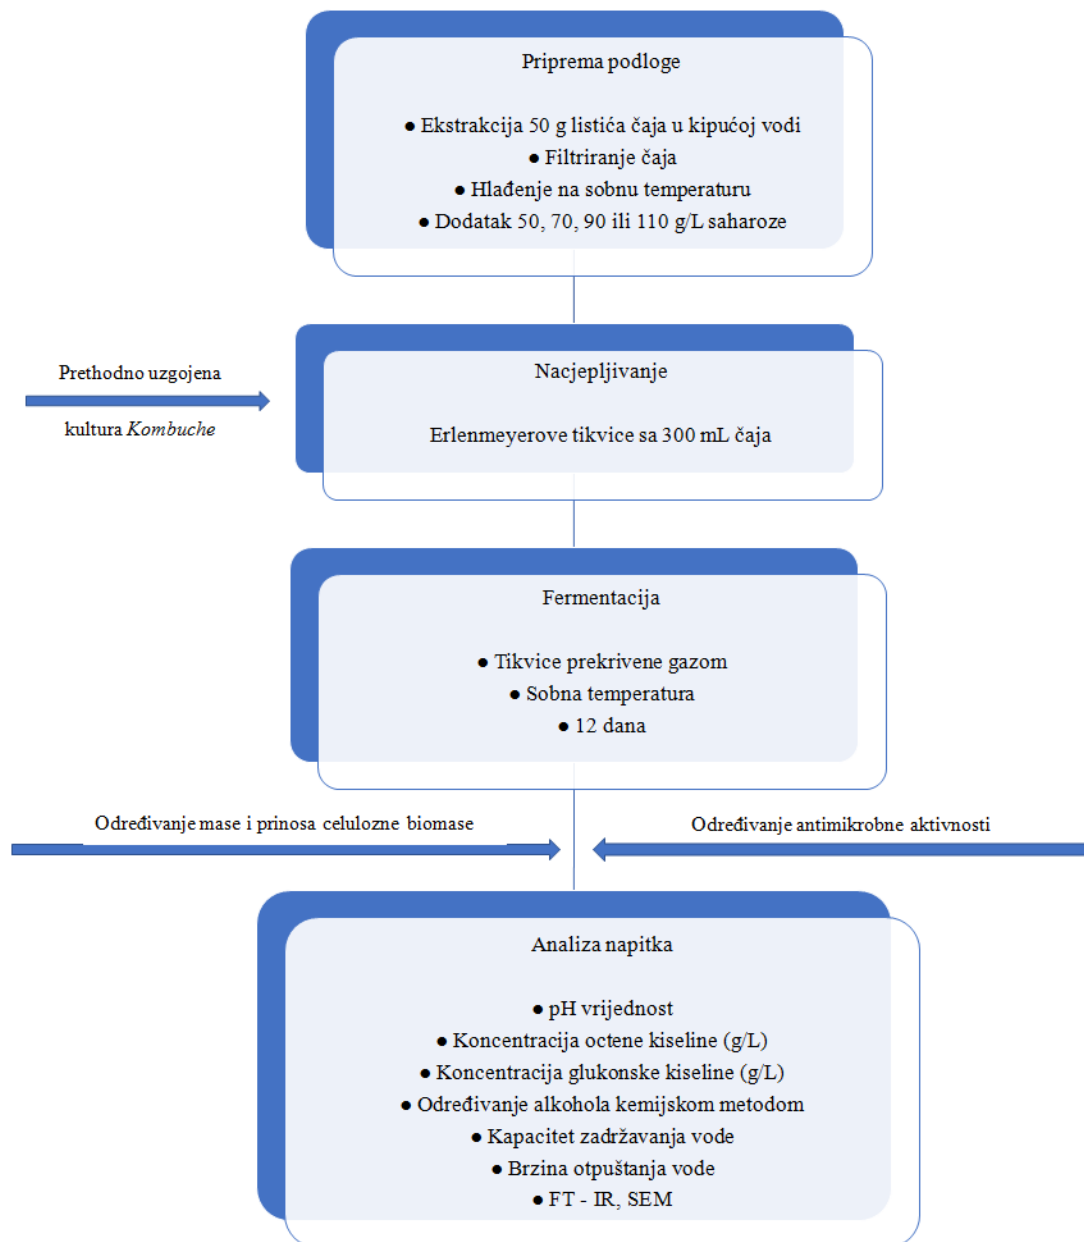 Priprema podloge
● Ekstrakcija 50 g listića čaja u kipućoj vodi
● Filtriranje čaja
● Hlađenje na sobnu temperaturu
● Dodatak 50, 70, 90 ili 110 g/L saharoze
Prethodno uzgojena
kultura Kombuche
Nacjepljivanje
Erlenmeyerove tikvice sa 300 mL čaja
Fermentacija
● Tikvice prekrivene gazom
● Sobna temperatura
● 12 dana
Određivanje mase i prinosa celulozne biomase
Određivanje antimikrobne aktivnosti
Analiza napitka
● pH vrijednost
● Koncentracija octene kiseline (g/L)
● Koncentracija glukonske kiseline (g/L)
● Određivanje alkohola kemijskom metodom
● Kapacitet zadržavanja vode
● Brzina otpuštanja vode
● FT - IR, SEM